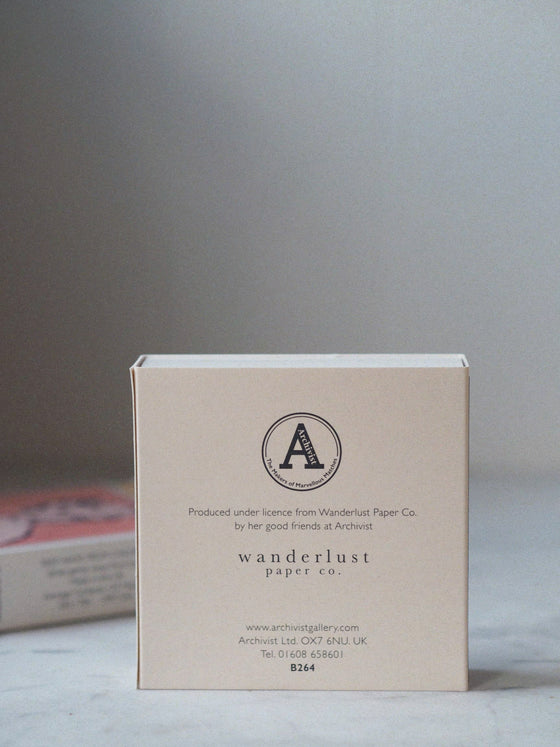 A
Archivist
The Makers of Marvellous Matches
Produced under licence from Wanderlust Paper Co.
by her good friends at Archivist
wanderlust
paper co.
www.archivistgallery.com
Archivist Ltd. OX7 6NU. UK
Tel. 01608 658601
B264